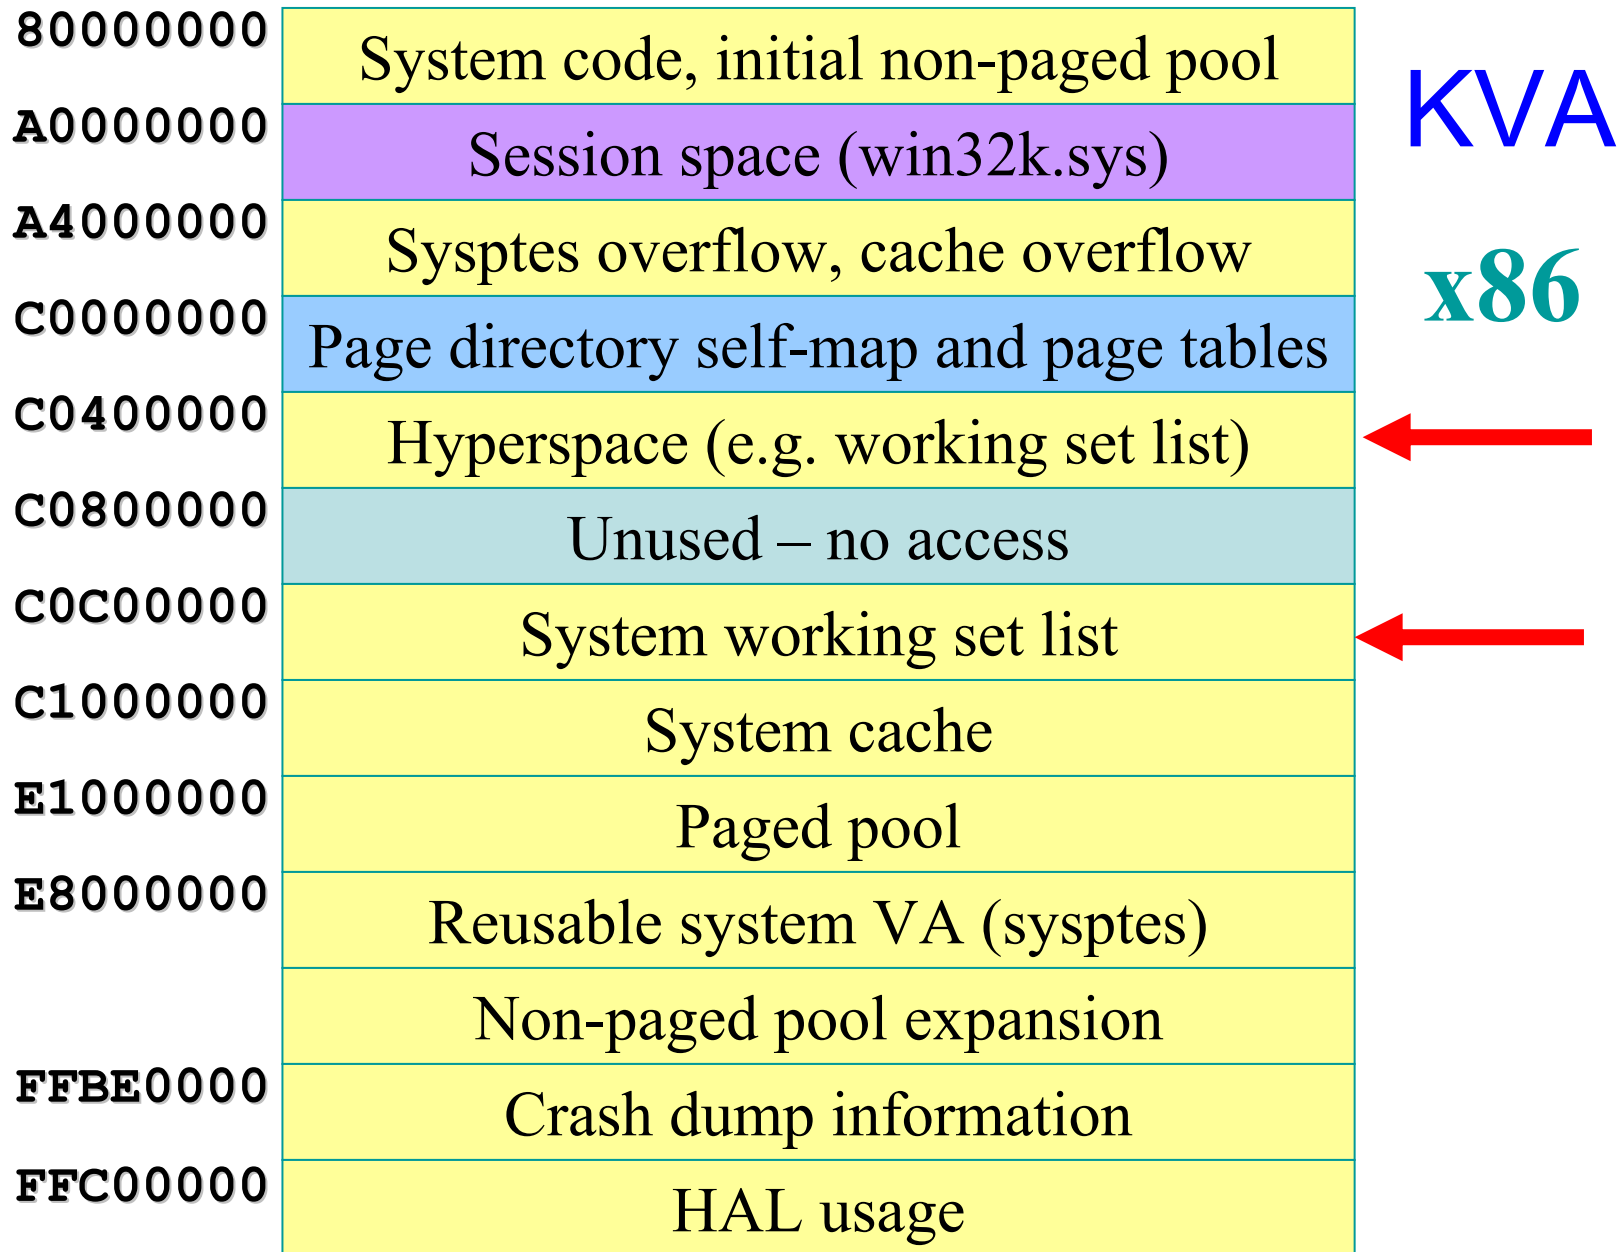 80000000
System code, initial non-paged pool
KVA
A0000000
Session space (win32k.sys)
A4000000
Sysptes overflow, cache overflow
x86
C0000000
Page directory self-map and page tables
C0400000
Hyperspace (e.g. working set list)
C0800000
Unused – no access
C0C00000
System working set list
C1000000
System cache
E1000000
Paged pool
E8000000
Reusable system VA (sysptes)
Non-paged pool expansion
FFBE0000
Crash dump information
FFC00000
HAL usage